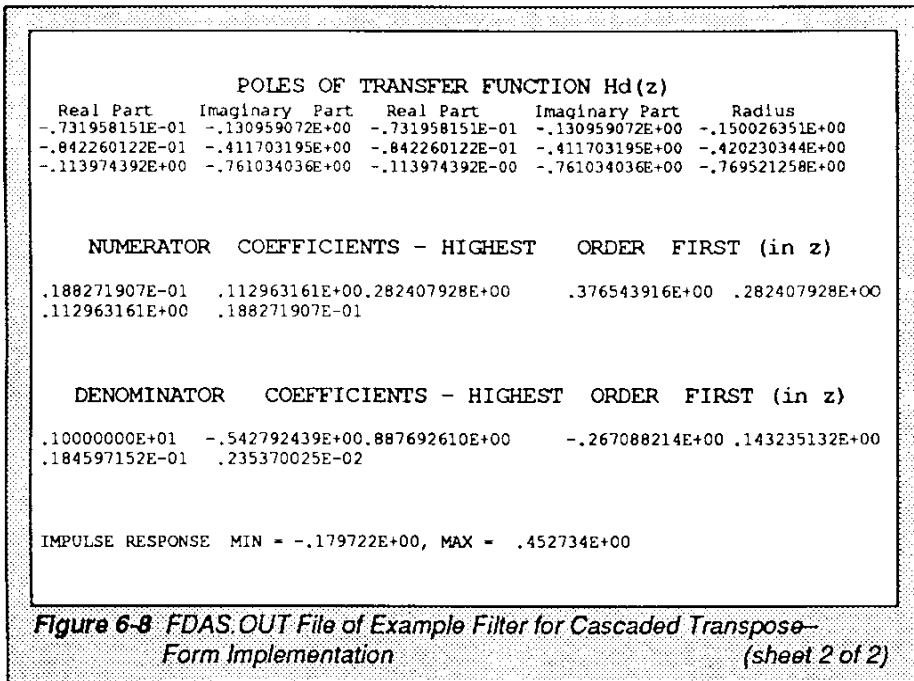 POLES OF TRANSFER FUNCTION Hd(z)
Real Part Imaginary Part Real Part Imaginary Part Radius
-.731958151E-01 -.130959072E+00 -.731958151E-01 -.130959072E+00 -.150026351E+00
-.842260122E-01 -.411703195E+00 -.842260122E-01 -.411703195E+00 -.420230344E+00
-.113974392E+00 -.761034036E+00 -.113974392E-00 -.761034036E+00 -.769521258E+00
NUMERATOR COEFFICIENTS - HIGHEST ORDER FIRST (in z)
.188271907E-01 .112963161E+00.282407928E+00 .376543916E+00 .282407928E+00
.112963161E+00 .188271907E-01
DENOMINATOR COEFFICIENTS - HIGHEST ORDER FIRST (in z)
.10000000E+01 -.542792439E+00.887692610E+00 -.267088214E+00 .143235132E+00
.184597152E-01 .235370025E-02
IMPULSE RESPONSE MIN = -.179722E+00, MAX = .452734E+00
Figure 6-8 FDAS.OUT File of Example Filter for Cascaded Transpose–
Form Implementation (sheet 2 of 2)